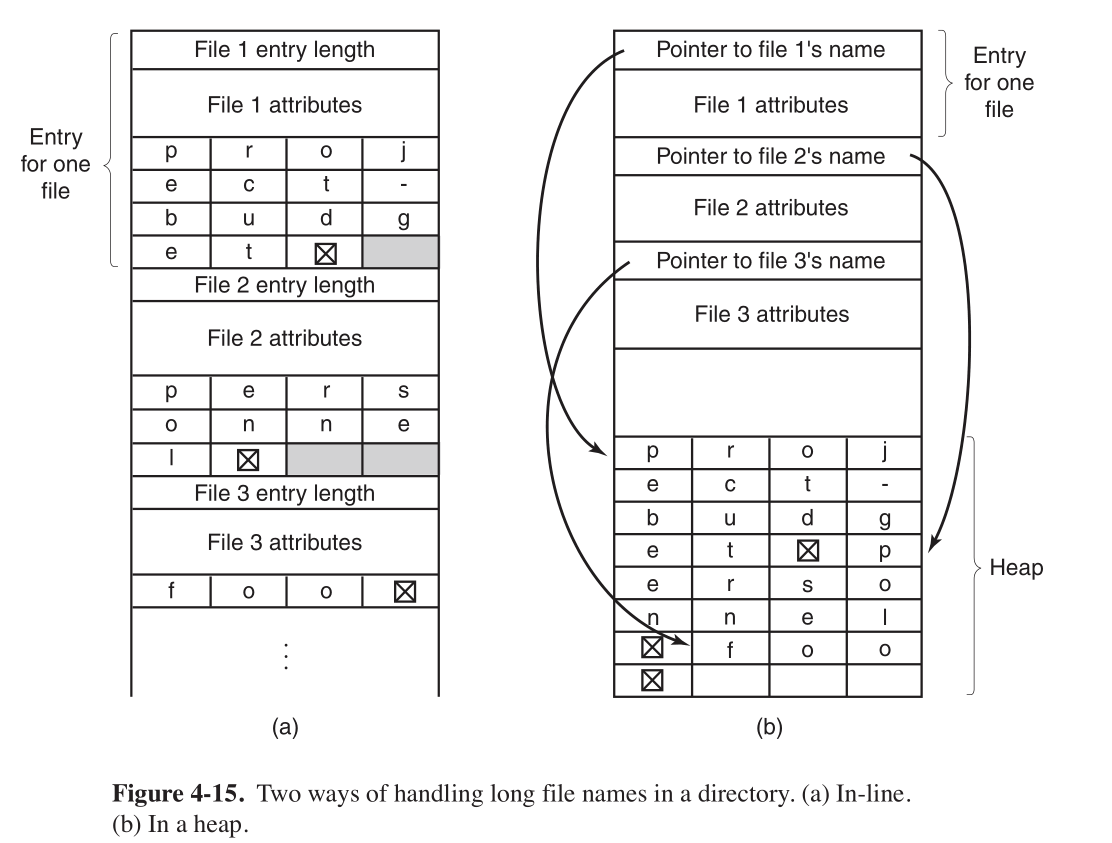 File 1 entry length
File 1 attributes
Entry
for one
file
p r o j
e c t -
b u d g
e t ☒
File 2 entry length
File 2 attributes
p e r s
o n n e
l ☒
File 3 entry length
File 3 attributes
f o o ☒
⋮
(a)
Pointer to file 1's name
File 1 attributes
Entry
for one
file
Pointer to file 2's name
File 2 attributes
Pointer to file 3's name
File 3 attributes
p r o j
e c t -
b u d g
e t ☒ p
e r s o
n n e l
☒ f o o
☒
Heap
(b)
Figure 4-15. Two ways of handling long file names in a directory. (a) In-line.
(b) In a heap.